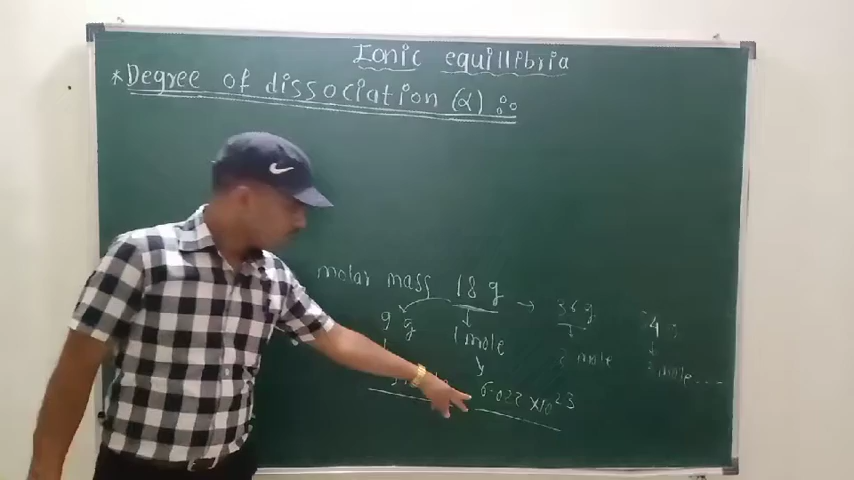 Ionic equilibria
*Degree of dissociation (α) :
molar mass 18 g → 36 g
9 g 1 mole 2 mole
6.022 ×10²³